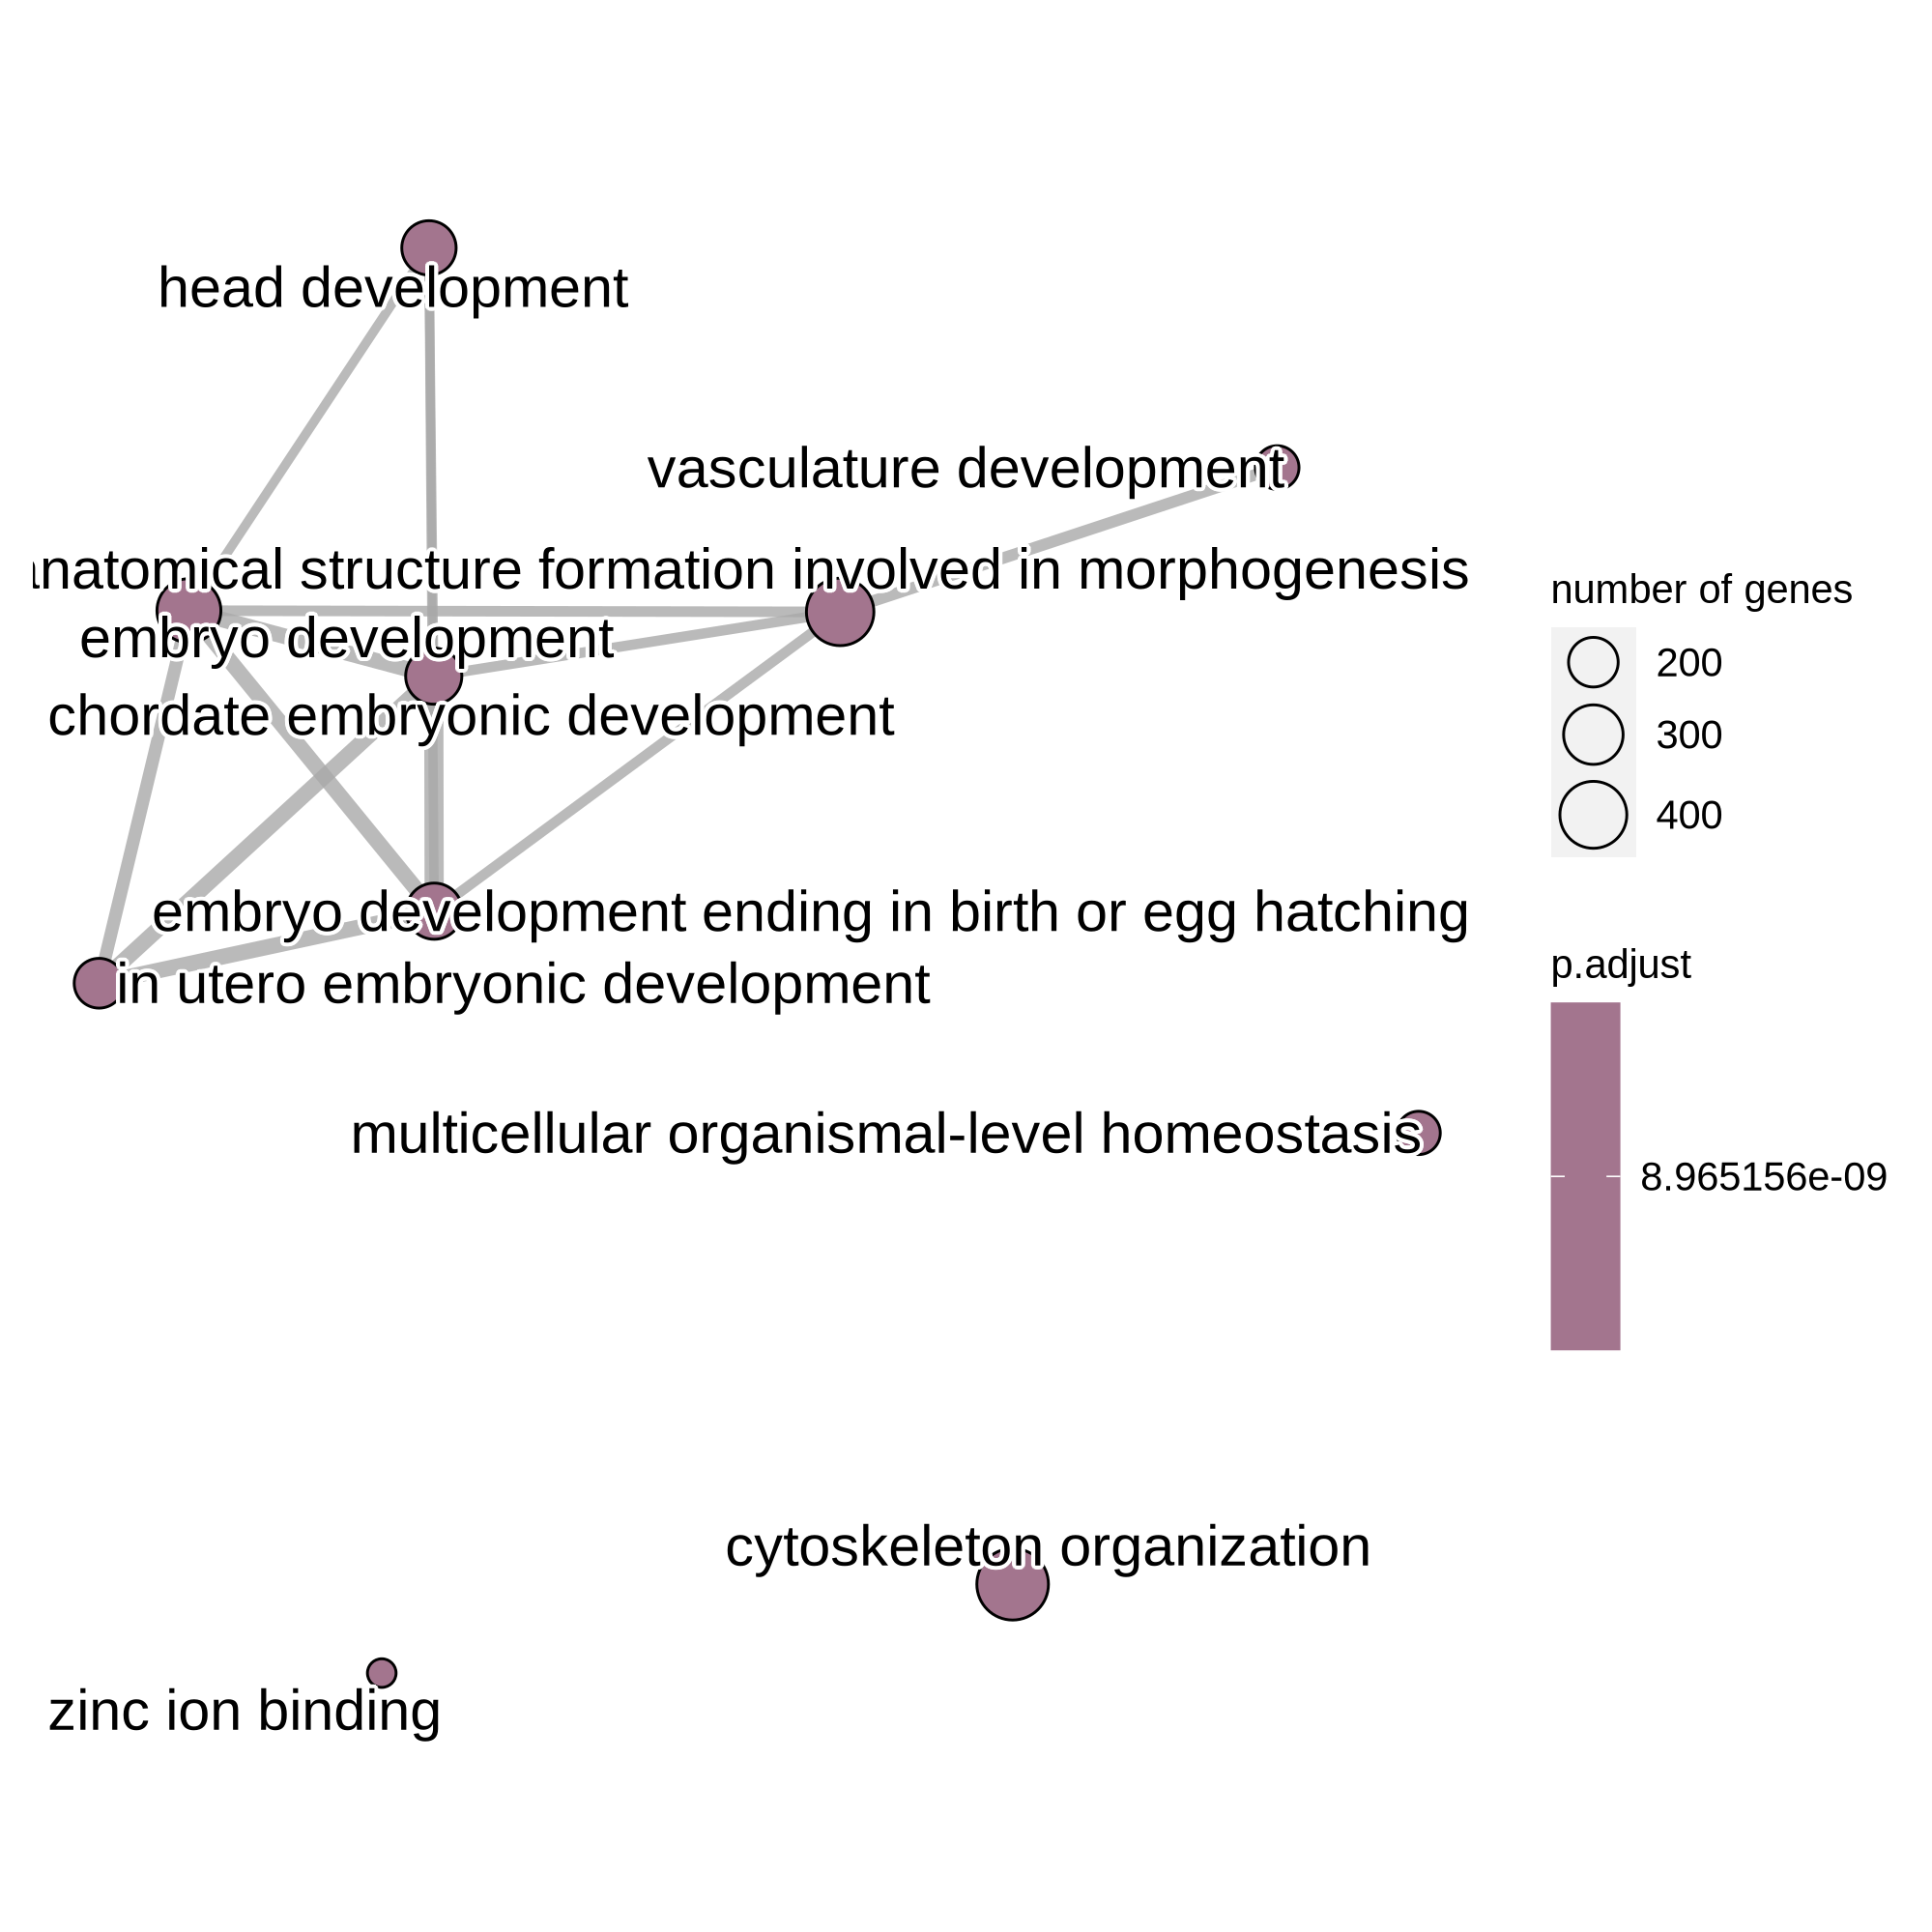 head development
vasculature development
anatomical structure formation involved in morphogenesis
embryo development
chordate embryonic development
embryo development ending in birth or egg hatching
in utero embryonic development
multicellular organismal-level homeostasis
cytoskeleton organization
zinc ion binding
number of genes
200
300
400
p.adjust
8.965156e-09